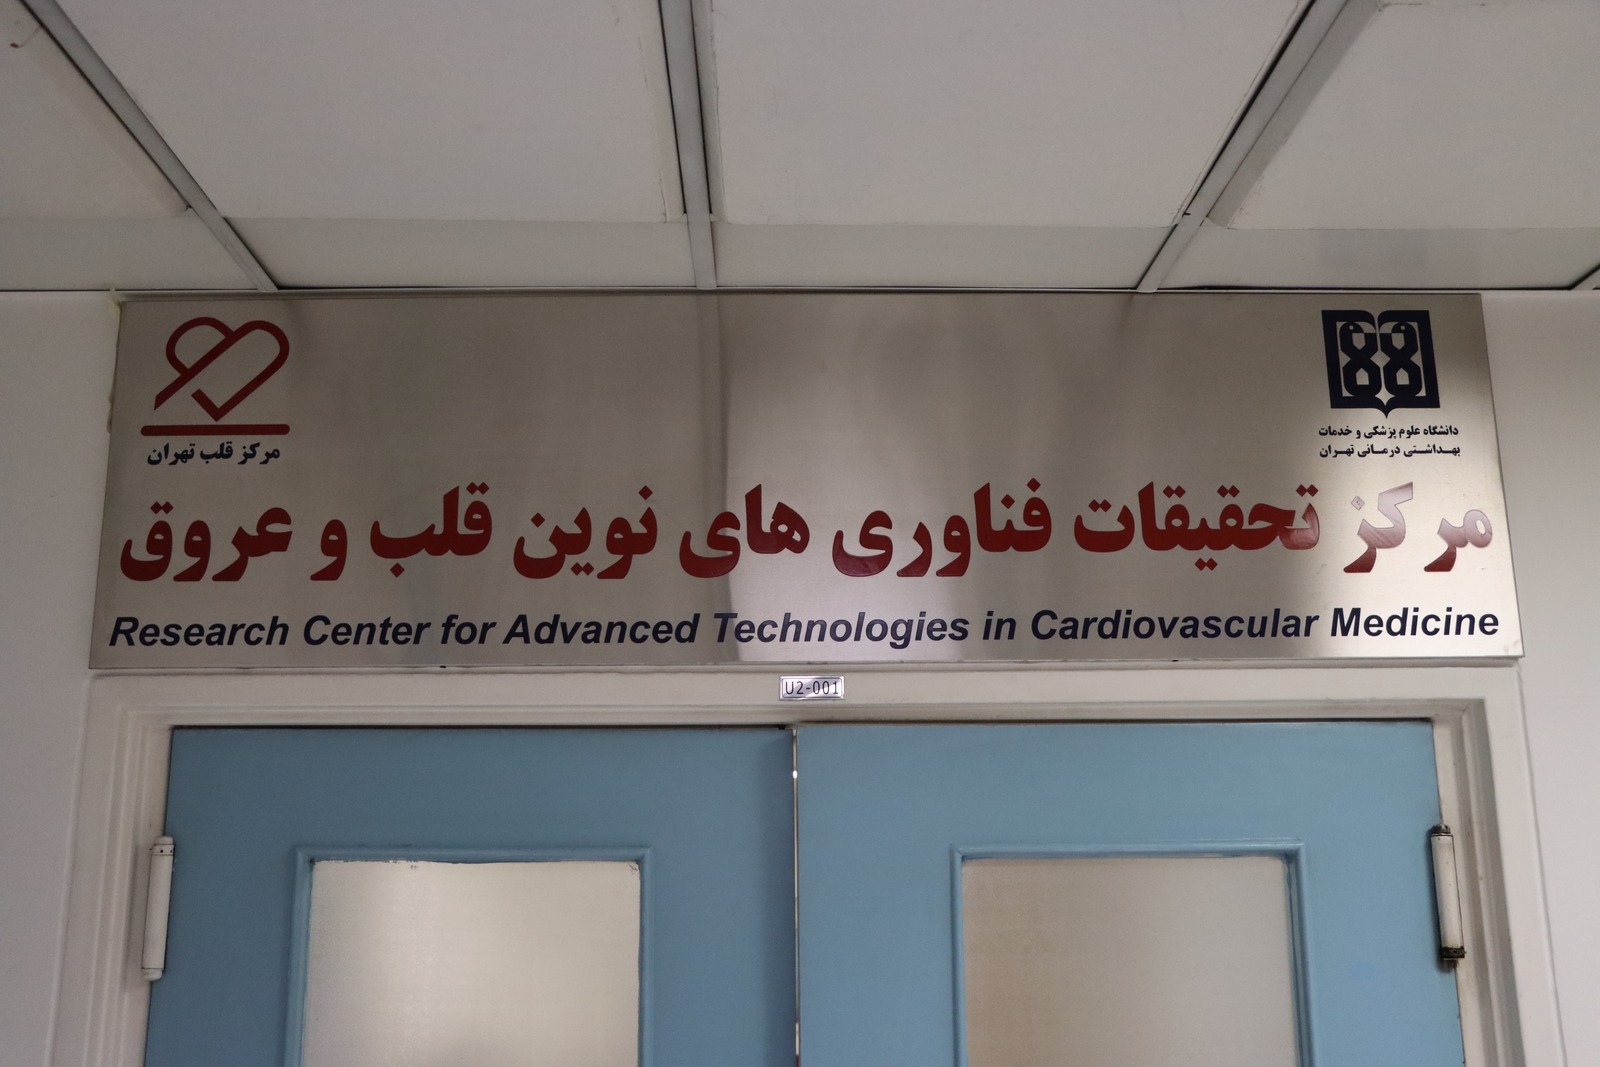 مرکز قلب تهران
دانشگاه علوم پزشکی و خدمات
بهداشتی درمانی تهران
مرکز تحقیقات فناوری های نوین قلب و عروق
Research Center for Advanced Technologies in Cardiovascular Medicine
U2-001